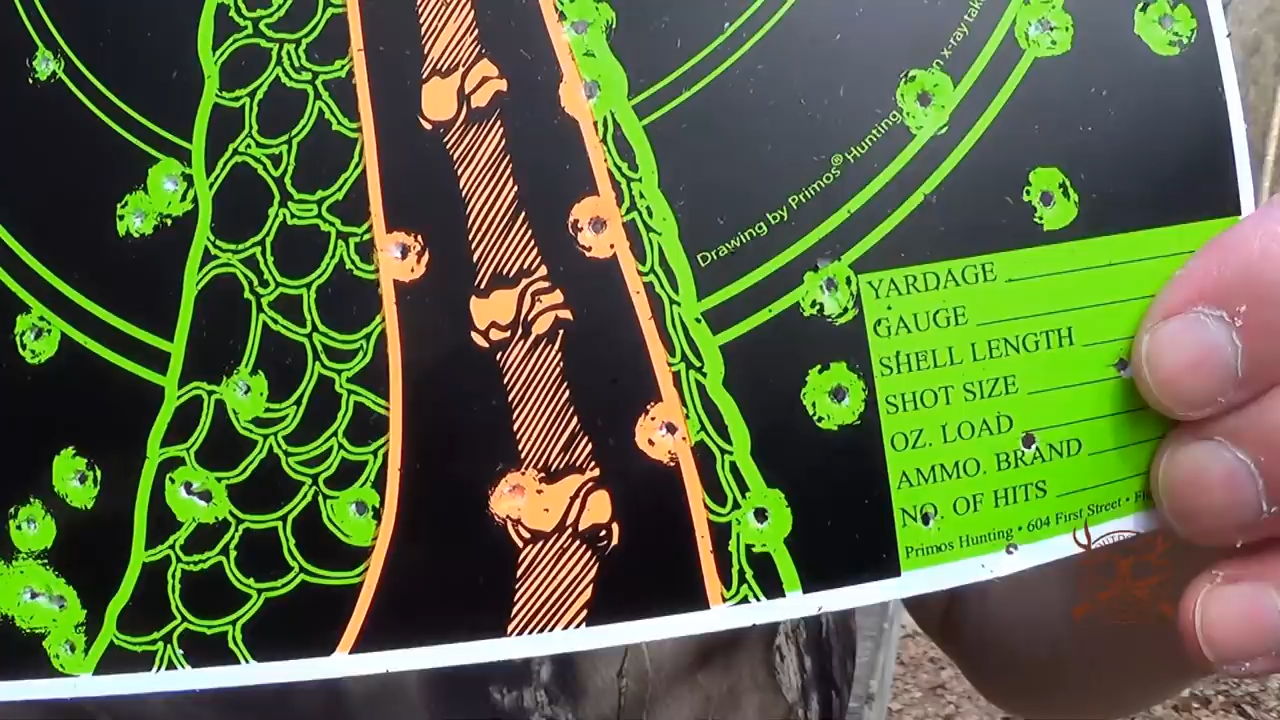 Drawing by Primos® Hunting
n x-ray
YARDAGE
GAUGE
SHELL LENGTH
SHOT SIZE
OZ. LOAD
AMMO. BRAND
NO. OF HITS
Primos Hunting • 604 First Street •